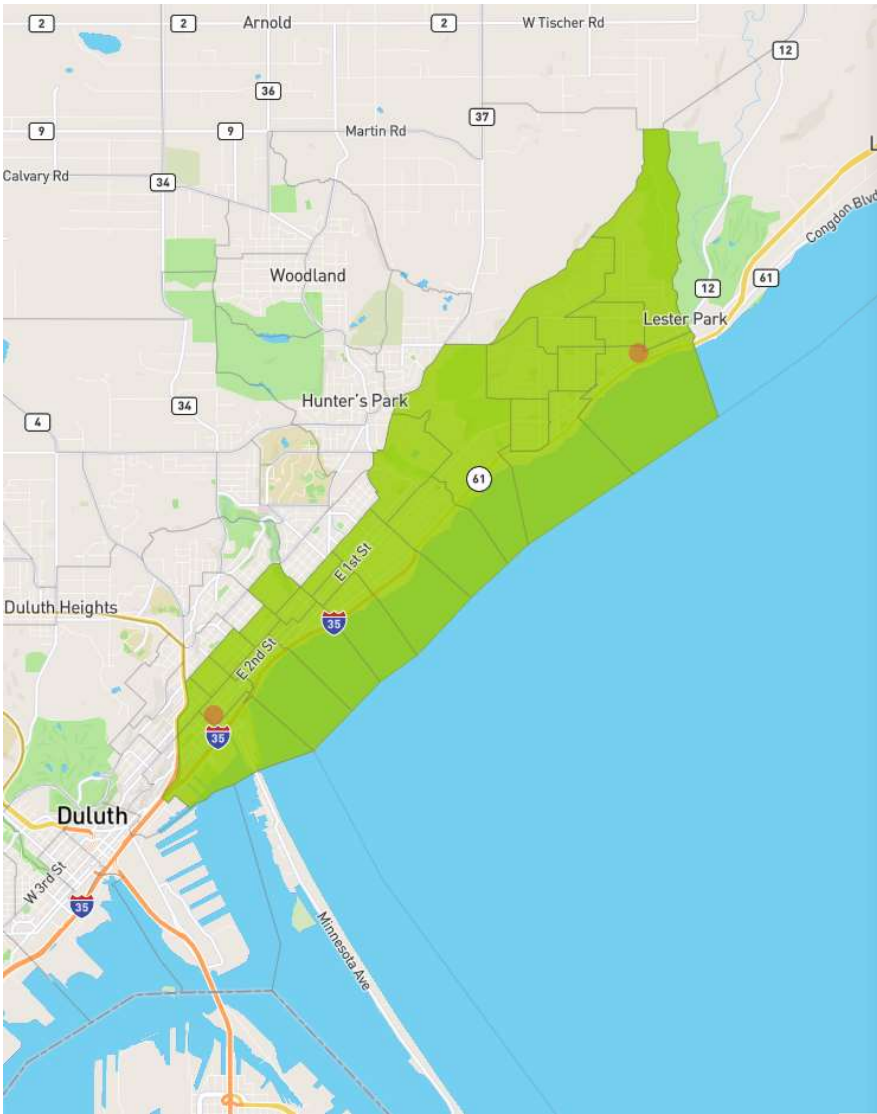 2
2
Arnold
2
W Tischer Rd
12
36
37
9
9
Martin Rd
Calvary Rd
34
L
Congdon Blvd
Woodland
61
12
Lester Park
Hunter's Park
34
4
61
E 1st St
Duluth Heights
35
E 2nd St
35
Duluth
W 3rd St
35
Minnesota Ave